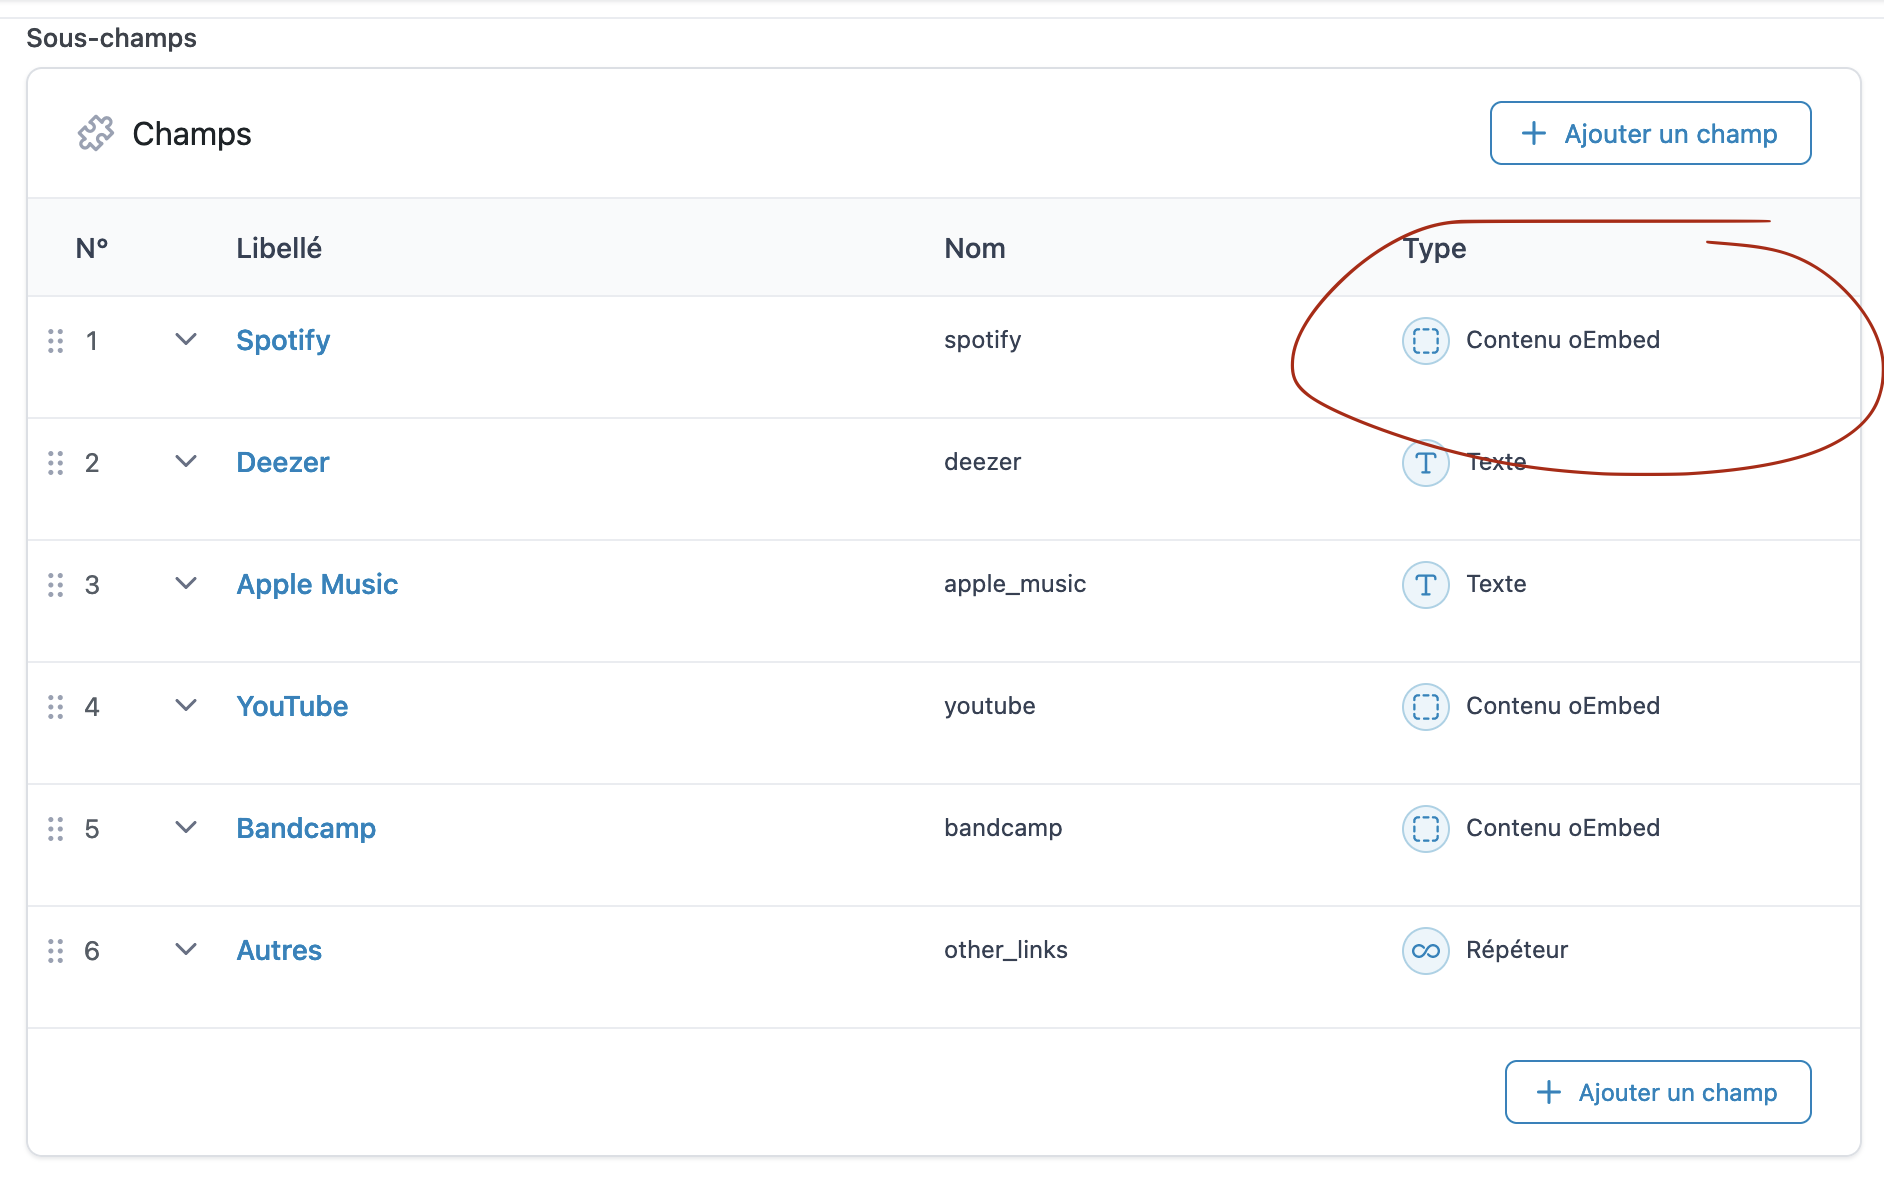 Sous-champs
Champs
+ Ajouter un champ
N° Libellé Nom Type
1 Spotify spotify Contenu oEmbed
2 Deezer deezer Texte
3 Apple Music apple_music Texte
4 YouTube youtube Contenu oEmbed
5 Bandcamp bandcamp Contenu oEmbed
6 Autres other_links Répéteur
+ Ajouter un champ